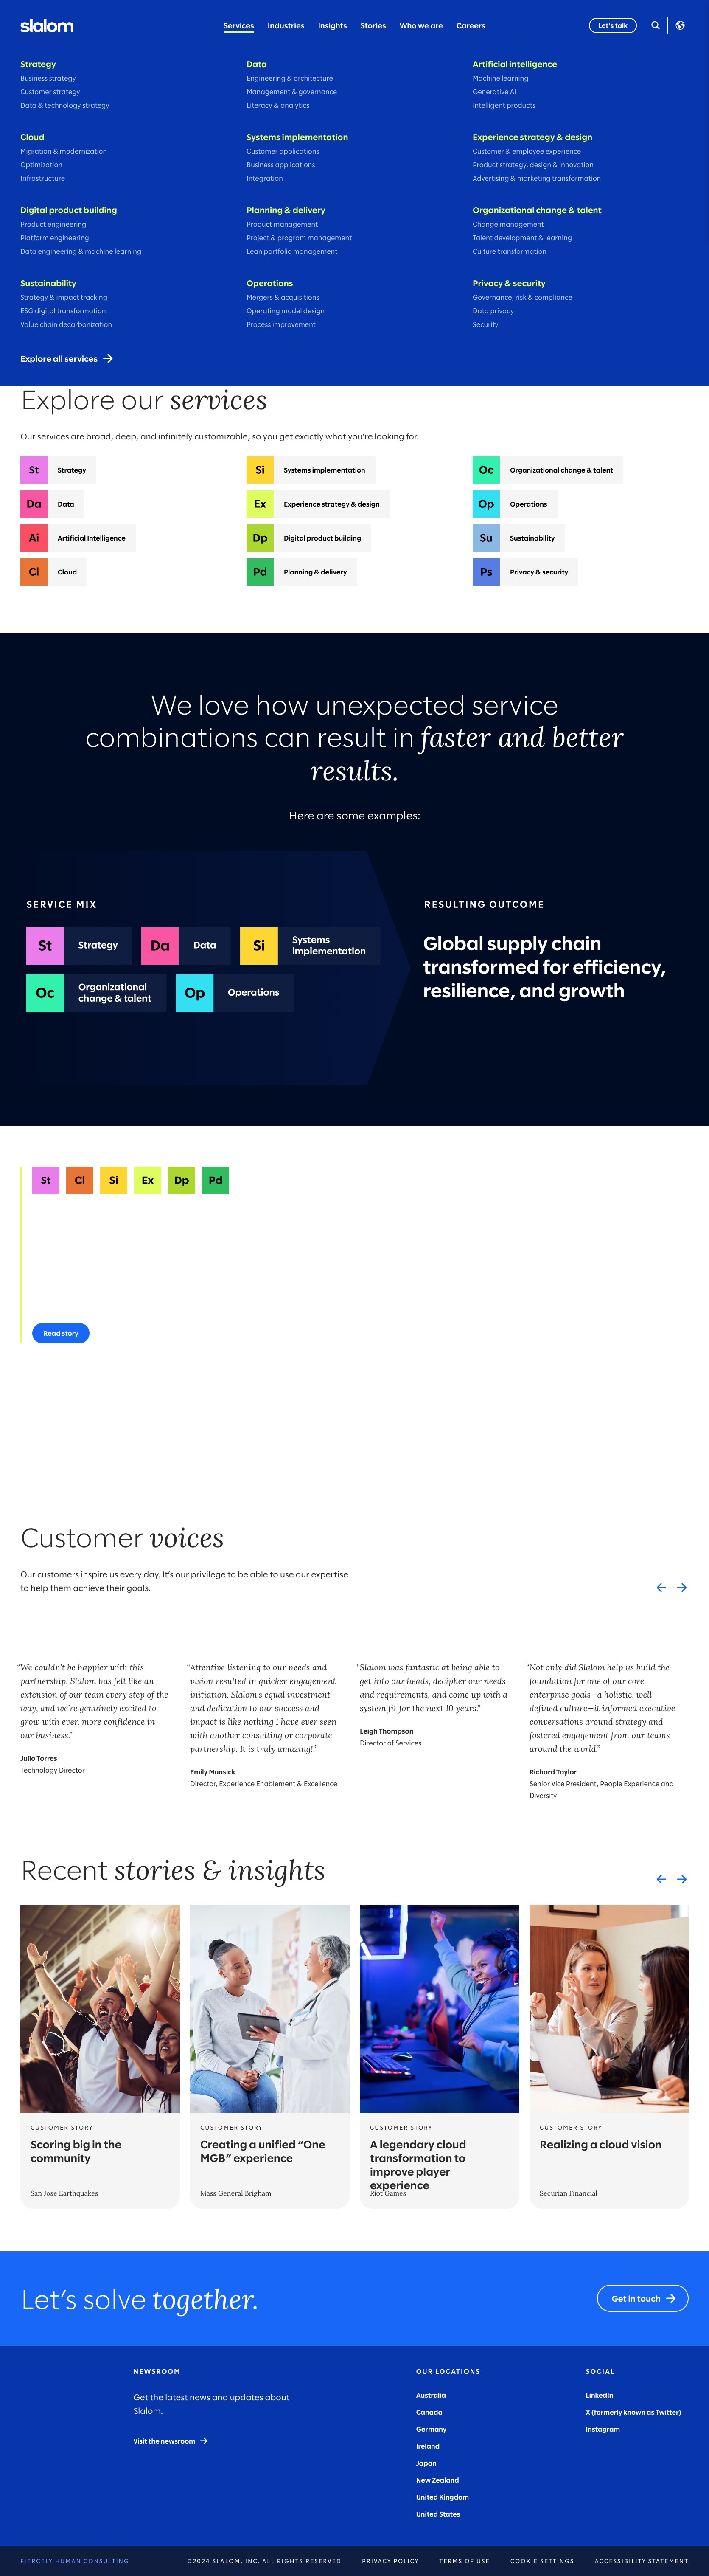 slalom
Services Industries Insights Stories Who we are Careers
Let's talk
Strategy
Business strategy
Customer strategy
Data & technology strategy
Data
Engineering & architecture
Management & governance
Literacy & analytics
Artificial intelligence
Machine learning
Generative AI
Intelligent products
Cloud
Migration & modernization
Optimization
Infrastructure
Systems implementation
Customer applications
Business applications
Integration
Experience strategy & design
Customer & employee experience
Product strategy, design & innovation
Advertising & marketing transformation
Digital product building
Product engineering
Platform engineering
Data engineering & machine learning
Planning & delivery
Product management
Project & program management
Lean portfolio management
Organizational change & talent
Change management
Talent development & learning
Culture transformation
Sustainability
Strategy & impact tracking
ESG digital transformation
Value chain decarbonization
Operations
Mergers & acquisitions
Operating model design
Process improvement
Privacy & security
Governance, risk & compliance
Data privacy
Security
Explore all services
Explore our services
Our services are broad, deep, and infinitely customizable, so you get exactly what you're looking for.
St Strategy
Da Data
Ai Artificial Intelligence
Cl Cloud
Si Systems implementation
Ex Experience strategy & design
Dp Digital product building
Pd Planning & delivery
Oc Organizational change & talent
Op Operations
Su Sustainability
Ps Privacy & security
We love how unexpected service
combinations can result in faster and better
results.
Here are some examples:
SERVICE MIX
St Strategy Da Data Si Systems
implementation
Oc Organizational
change & talent
Op Operations
RESULTING OUTCOME
Global supply chain
transformed for efficiency,
resilience, and growth
St Cl Si Ex Dp Pd
Read story
Customer voices
Our customers inspire us every day. It's our privilege to be able to use our expertise
to help them achieve their goals.
“We couldn't be happier with this
partnership. Slalom has felt like an
extension of our team every step of the
way, and we're genuinely excited to
grow with even more confidence in
our business.”
Julio Torres
Technology Director
“Attentive listening to our needs and
vision resulted in quicker engagement
initiation. Slalom's equal investment
and dedication to our success and
impact is like nothing I have ever seen
with another consulting or corporate
partnership. It is truly amazing!”
Emily Munsick
Director, Experience Enablement & Excellence
“Slalom was fantastic at being able to
get into our heads, decipher our needs
and requirements, and come up with a
system fit for the next 10 years.”
Leigh Thompson
Director of Services
“Not only did Slalom help us build the
foundation for one of our core
enterprise goals—a holistic, well-
defined culture—it informed executive
conversations around strategy and
fostered engagement from our teams
around the world.”
Richard Taylor
Senior Vice President, People Experience and
Diversity
Recent stories & insights
CUSTOMER STORY
Scoring big in the
community
San Jose Earthquakes
CUSTOMER STORY
Creating a unified “One
MGB” experience
Mass General Brigham
CUSTOMER STORY
A legendary cloud
transformation to
improve player
experience
Riot Games
CUSTOMER STORY
Realizing a cloud vision
Securian Financial
Let's solve together.
Get in touch
NEWSROOM
Get the latest news and updates about
Slalom.
Visit the newsroom
OUR LOCATIONS
Australia
Canada
Germany
Ireland
Japan
New Zealand
United Kingdom
United States
SOCIAL
LinkedIn
X (formerly known as Twitter)
Instagram
FIERCELY HUMAN CONSULTING
©2024 SLALOM, INC. ALL RIGHTS RESERVED PRIVACY POLICY TERMS OF USE COOKIE SETTINGS ACCESSIBILITY STATEMENT